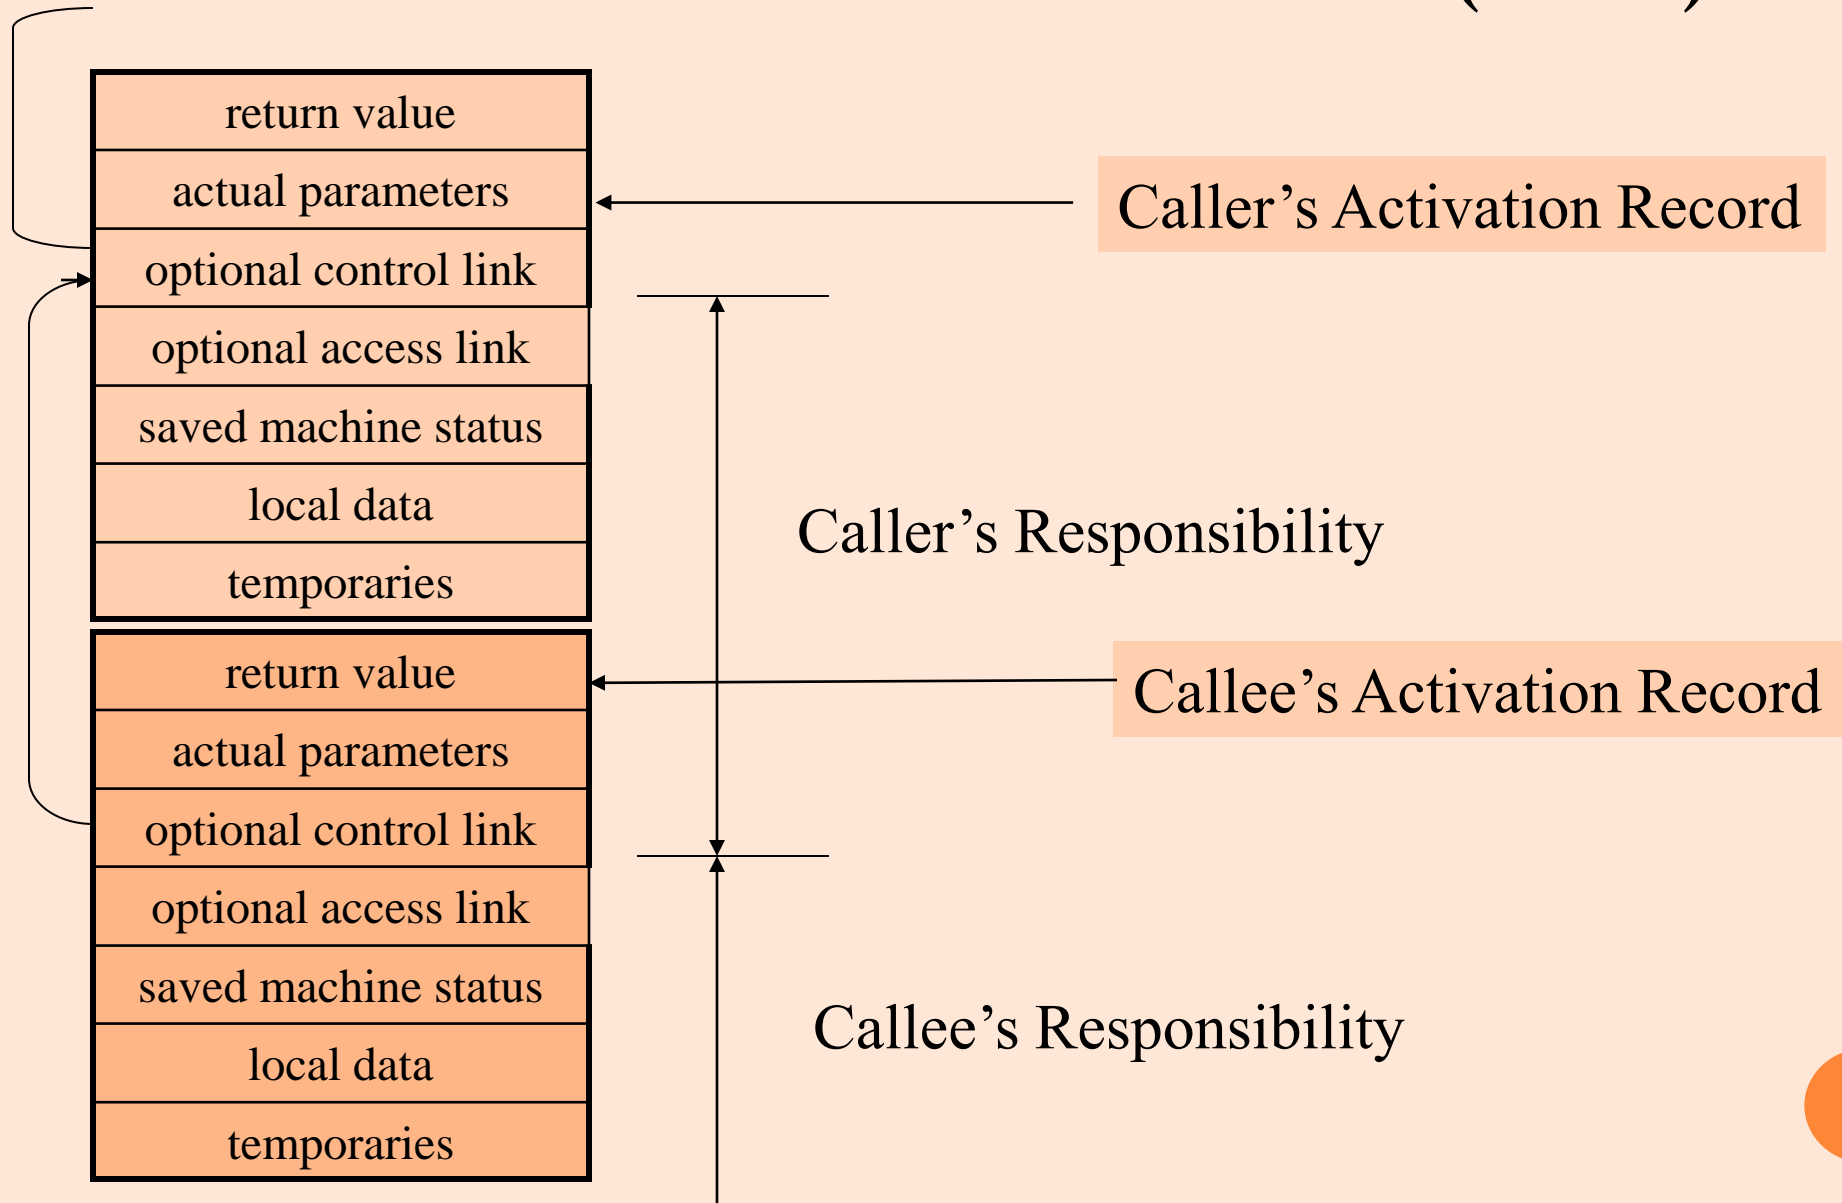 return value
actual parameters
Caller’s Activation Record
optional control link
optional access link
saved machine status
local data
Caller’s Responsibility
temporaries
return value
Callee’s Activation Record
actual parameters
optional control link
optional access link
saved machine status
Callee’s Responsibility
local data
temporaries